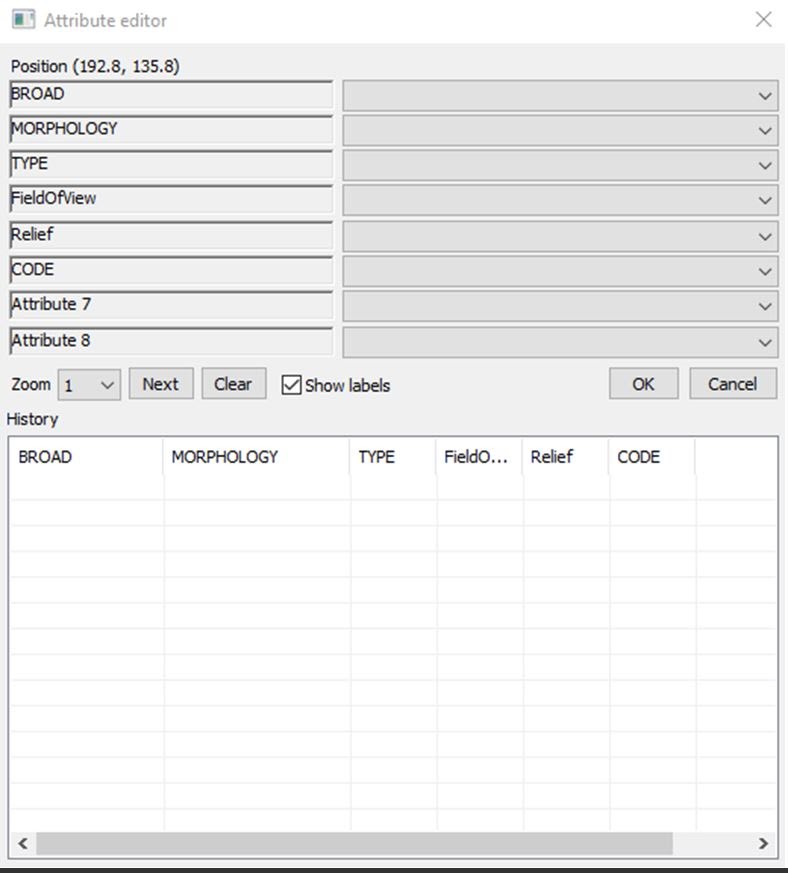 Attribute editor
Position (192.8, 135.8)
BROAD
MORPHOLOGY
TYPE
FieldOfView
Relief
CODE
Attribute 7
Attribute 8
Zoom 1 Next Clear Show labels OK Cancel
History
BROAD MORPHOLOGY TYPE FieldO... Relief CODE